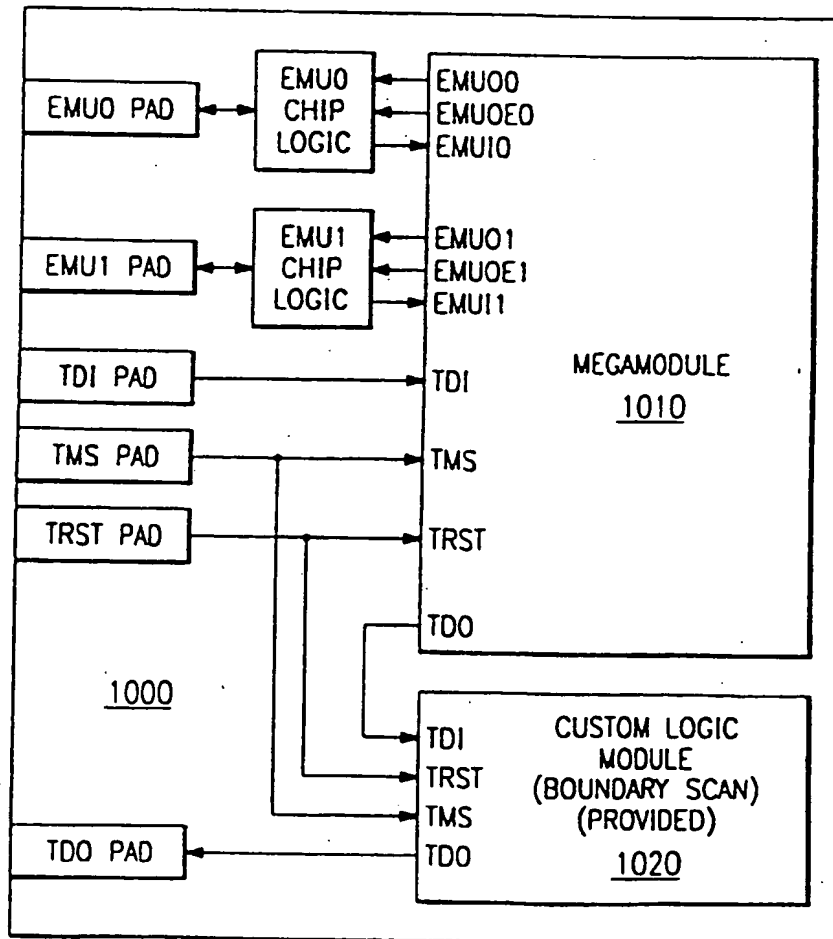 EMU0 PAD
EMU0
CHIP
LOGIC
EMUO0
EMUOE0
EMUI0
EMU1 PAD
EMU1
CHIP
LOGIC
EMUO1
EMUOE1
EMUI1
TDI PAD
TDI
MEGAMODULE
1010
TMS PAD
TMS
TRST PAD
TRST
TDO
1000
TDI
TRST
TMS
TDO
CUSTOM LOGIC
MODULE
(BOUNDARY SCAN)
(PROVIDED)
1020
TDO PAD